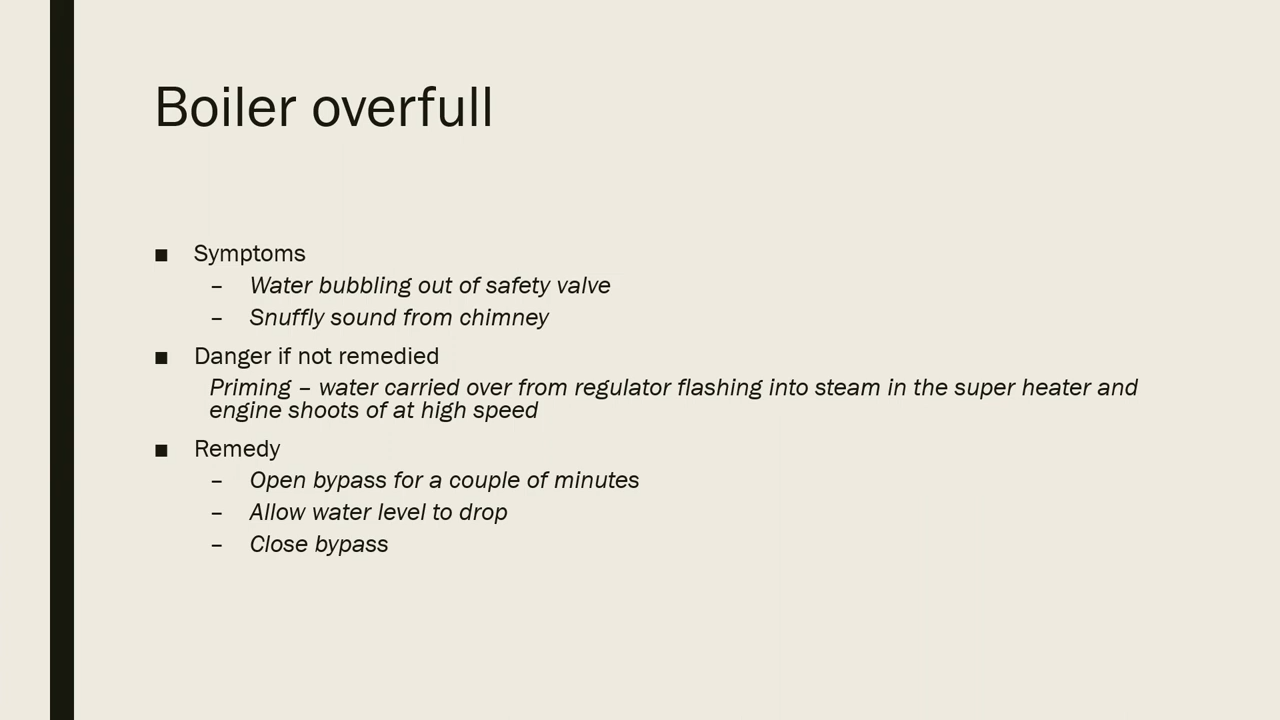 Boiler overfull
■ Symptoms
– Water bubbling out of safety valve
– Snuffly sound from chimney
■ Danger if not remedied
Priming – water carried over from regulator flashing into steam in the super heater and
engine shoots of at high speed
■ Remedy
– Open bypass for a couple of minutes
– Allow water level to drop
– Close bypass